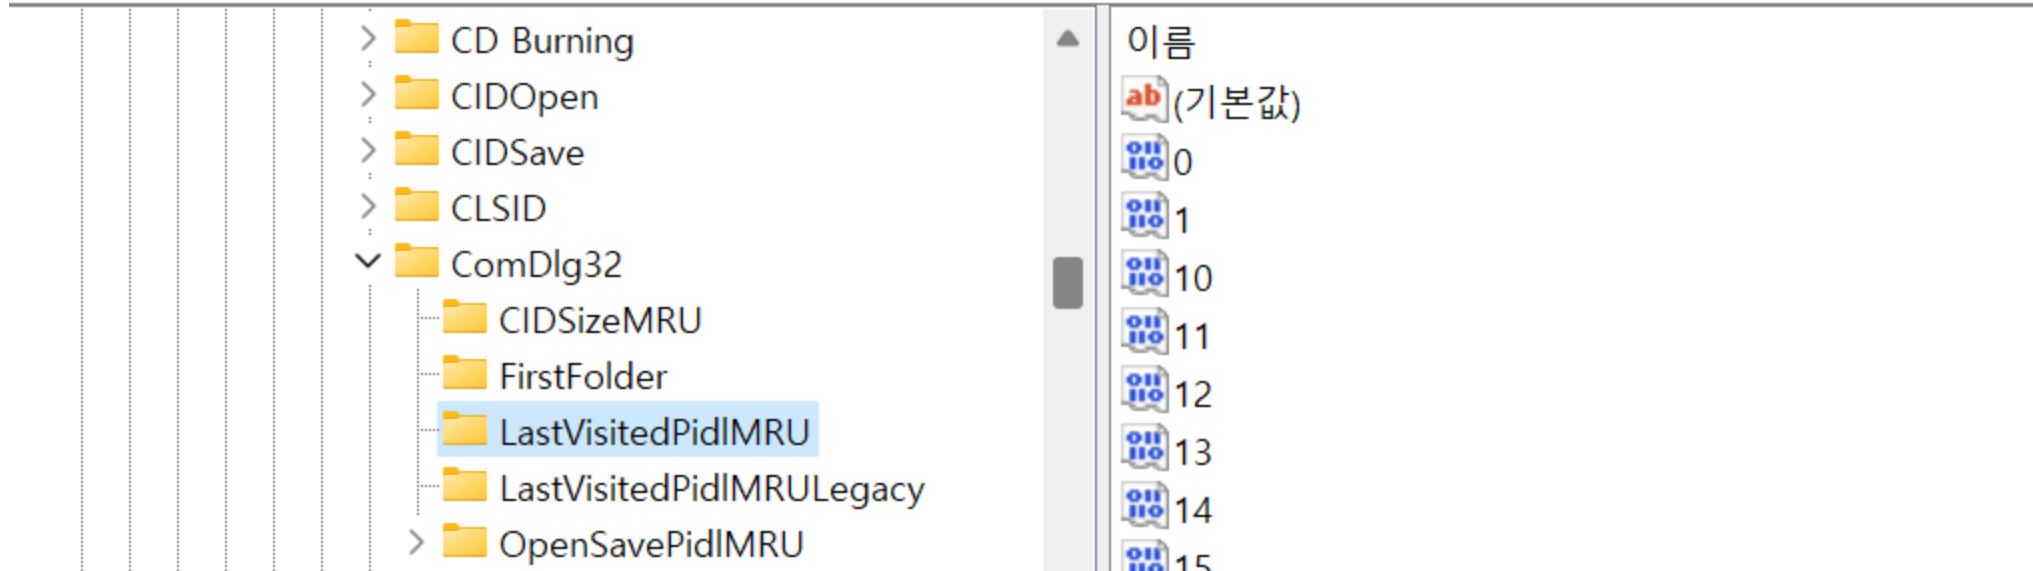 CD Burning
CIDOpen
CIDSave
CLSID
ComDlg32
CIDSizeMRU
FirstFolder
LastVisitedPidlMRU
LastVisitedPidlMRULegacy
OpenSavePidlMRU
이름
(기본값)
0
1
10
11
12
13
14
15